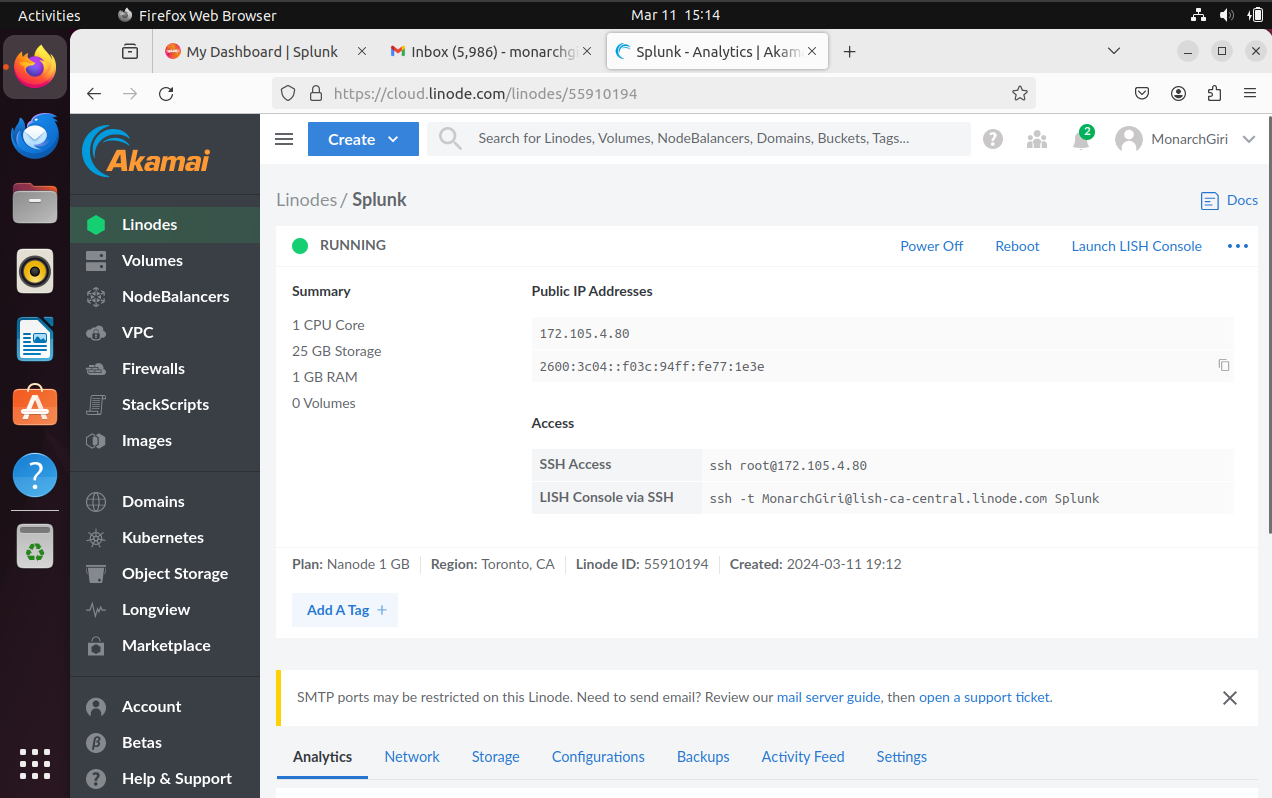 Activities
Firefox Web Browser
Mar 11 15:14
My Dashboard | Splunk
Inbox (5,986) - monarchgi
Splunk - Analytics | Akam
https://cloud.linode.com/linodes/55910194
Akamai
Create
Search for Linodes, Volumes, NodeBalancers, Domains, Buckets, Tags...
?
2
MonarchGiri
Linodes
Volumes
NodeBalancers
VPC
Firewalls
StackScripts
Images
Domains
Kubernetes
Object Storage
Longview
Marketplace
Account
Betas
Help & Support
Linodes / Splunk
Docs
RUNNING
Power Off
Reboot
Launch LISH Console
Summary
1 CPU Core
25 GB Storage
1 GB RAM
0 Volumes
Public IP Addresses
172.105.4.80
2600:3c04::f03c:94ff:fe77:1e3e
Access
SSH Access ssh root@172.105.4.80
LISH Console via SSH ssh -t MonarchGiri@lish-ca-central.linode.com Splunk
Plan: Nanode 1 GB
Region: Toronto, CA
Linode ID: 55910194
Created: 2024-03-11 19:12
Add A Tag +
SMTP ports may be restricted on this Linode. Need to send email? Review our mail server guide, then open a support ticket.
Analytics
Network
Storage
Configurations
Backups
Activity Feed
Settings